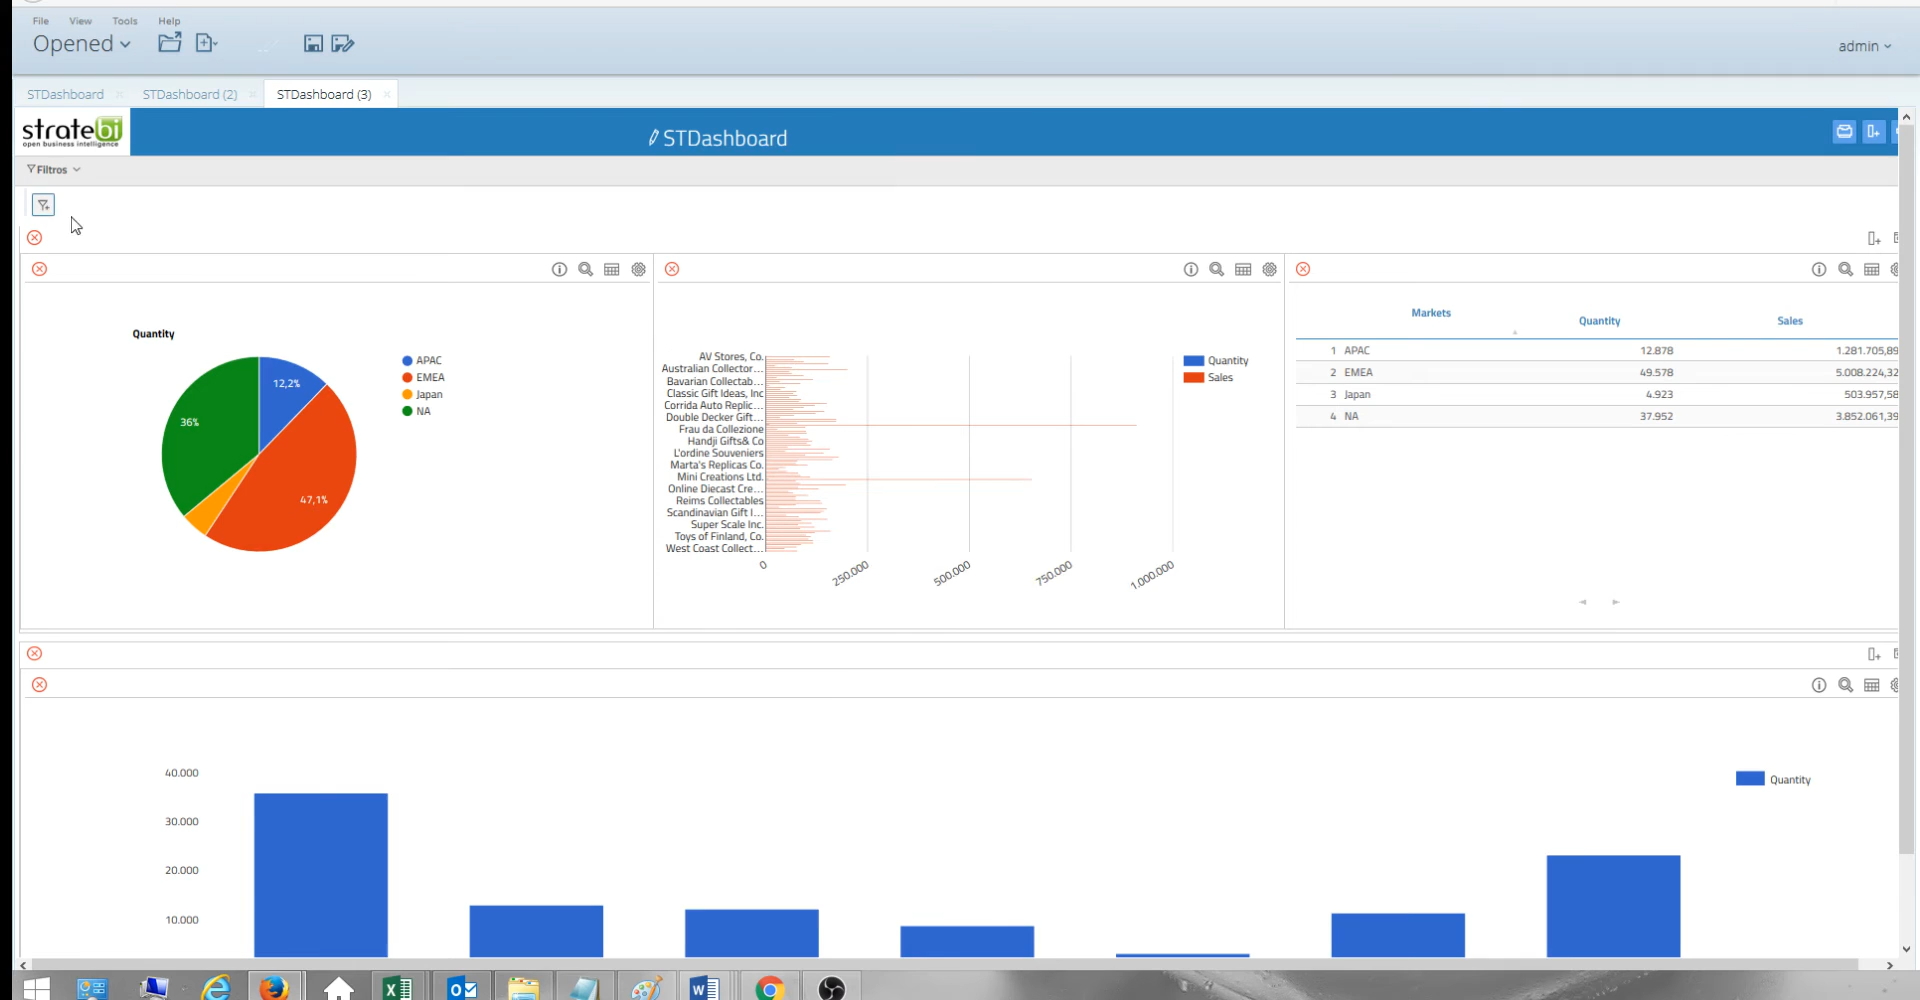 File View Tools Help
Opened
admin
STDashboard STDashboard (2) STDashboard (3)
stratebi
open business intelligence
STDashboard
Filtros
Quantity
12,2%
36%
47,1%
APAC
EMEA
Japan
NA
AV Stores, Co.
Australian Collector...
Bavarian Collectab...
Classic Gift Ideas, Inc
Corrida Auto Replic...
Double Decker Gift...
Frau da Collezione
Handji Gifts& Co
L'ordine Souveniers
Marta's Replicas Co.
Mini Creations Ltd.
Online Diecast Cre...
Reims Collectables
Scandinavian Gift I...
Super Scale Inc.
Toys of Finland, Co.
West Coast Collect...
0 250.000 500.000 750.000 1.000.000
Quantity
Sales
Markets Quantity Sales
1 APAC 12.878 1.281.705,89
2 EMEA 49.578 5.008.224,32
3 Japan 4.923 503.957,58
4 NA 37.952 3.852.061,39
40.000
30.000
20.000
10.000
Quantity